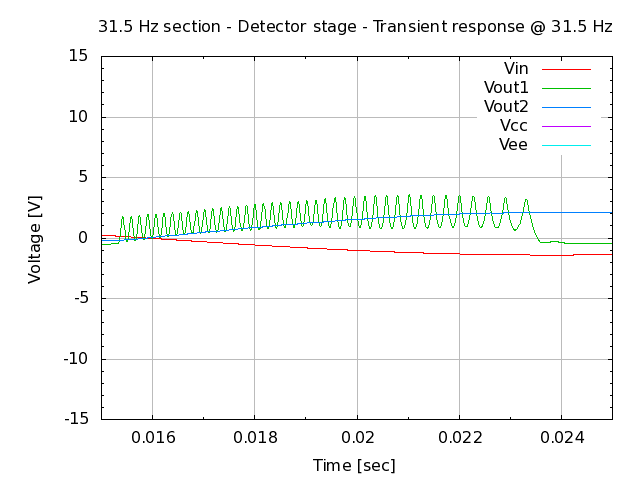 31.5 Hz section - Detector stage - Transient response @ 31.5 Hz
15
10
5
0
-5
-10
-15
Voltage [V]
Vin
Vout1
Vout2
Vcc
Vee
0.016
0.018
0.02
0.022
0.024
Time [sec]